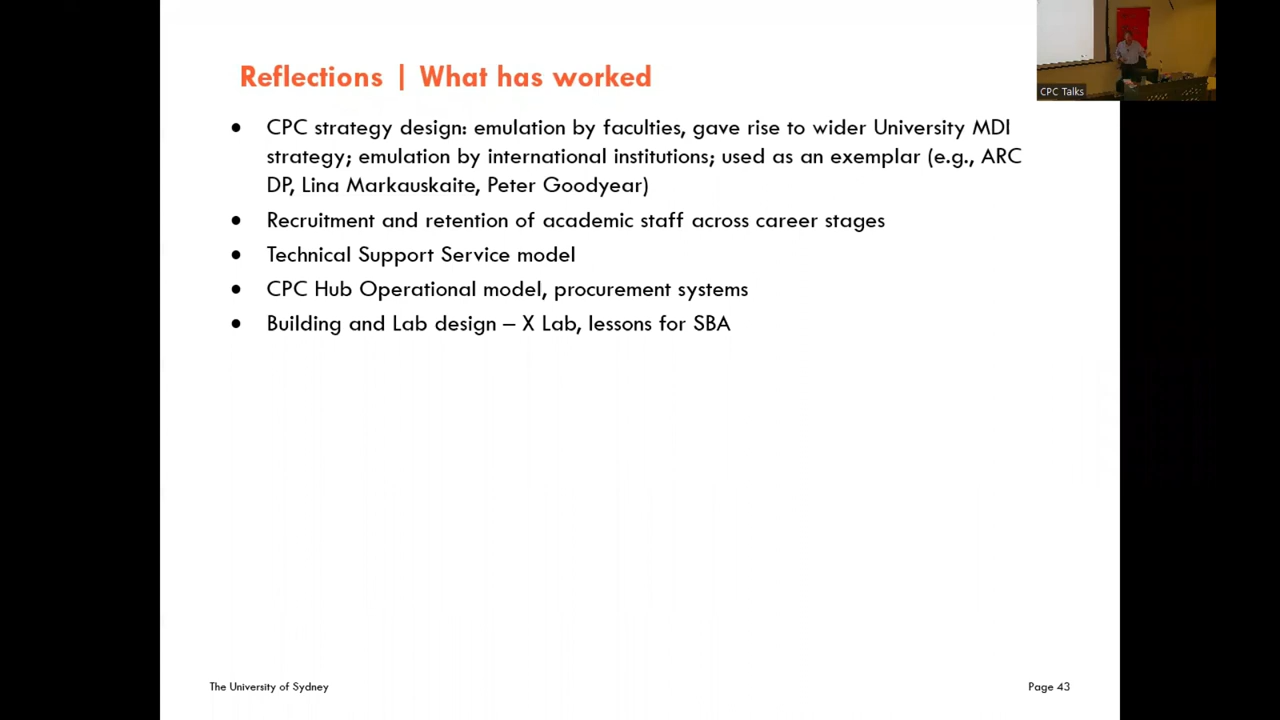 Reflections | What has worked
CPC Talks
• CPC strategy design: emulation by faculties, gave rise to wider University MDI
strategy; emulation by international institutions; used as an exemplar (e.g., ARC
DP, Lina Markauskaite, Peter Goodyear)
• Recruitment and retention of academic staff across career stages
• Technical Support Service model
• CPC Hub Operational model, procurement systems
• Building and Lab design – X Lab, lessons for SBA
The University of Sydney
Page 43